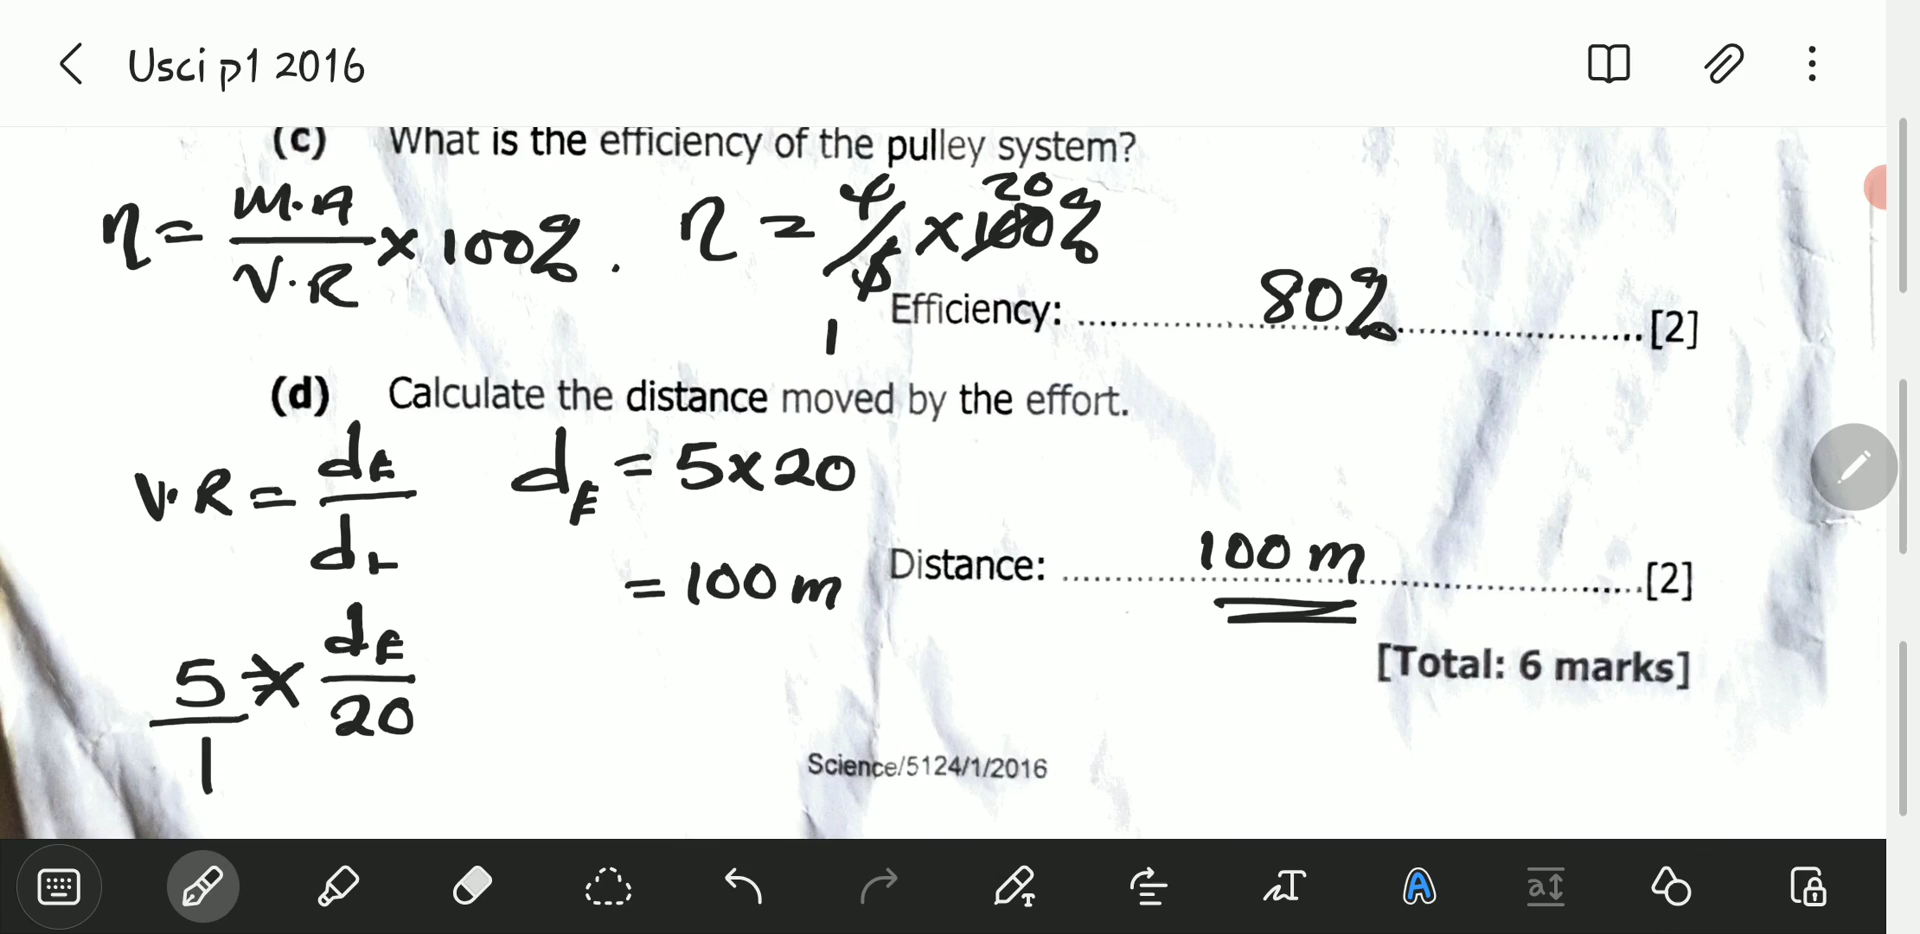 Usci p1 2016
(c) What is the efficiency of the pulley system?
η = M.A / V.R × 100% . η = 4/5 × 100% 20
1
Efficiency: 80% [2]
(d) Calculate the distance moved by the effort.
V.R = dE / dL dE = 5 × 20
= 100 m
Distance: 100 m [2]
5 / 1 = dE / 20
[Total: 6 marks]
Science/5124/1/2016